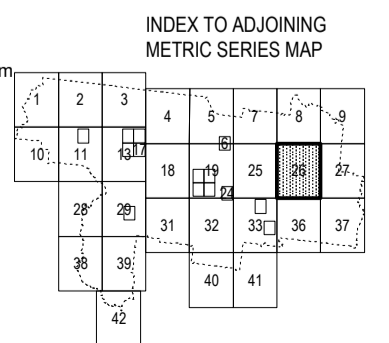 INDEX TO ADJOINING
METRIC SERIES MAP
m
1 2 3
4 5 7 8 9
6
10 11 13 17
18 19 25 26 27
24
28 29
31 32 33 36 37
38 39
40 41
42